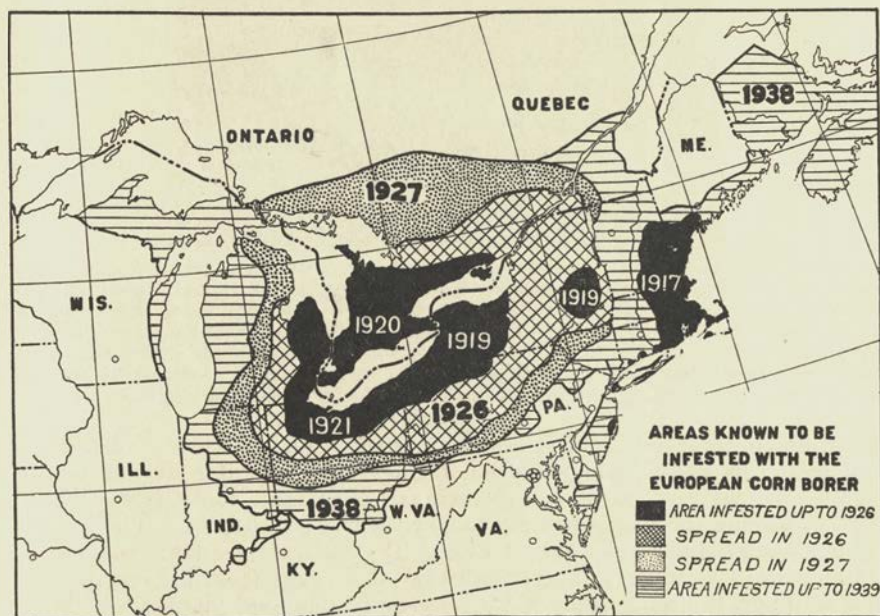 QUEBEC
1938
ONTARIO
ME.
1927
WIS.
1917
1919
1920
1919
1926
PA.
1921
ILL.
1938
W.VA.
IND.
VA.
KY.
AREAS KNOWN TO BE
INFESTED WITH THE
EUROPEAN CORN BORER
AREA INFESTED UP TO 1926
SPREAD IN 1926
SPREAD IN 1927
AREA INFESTED UP TO 1939